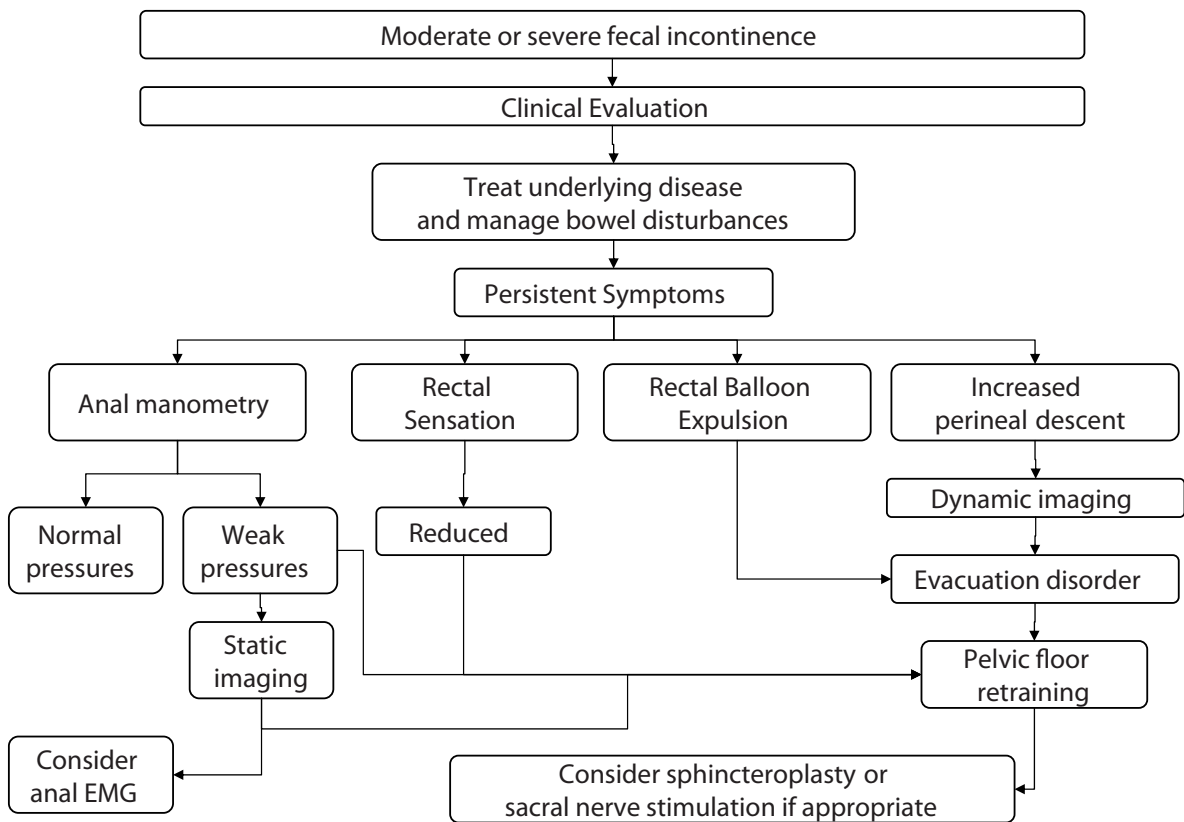 Moderate or severe fecal incontinence
Clinical Evaluation
Treat underlying disease
and manage bowel disturbances
Persistent Symptoms
Anal manometry
Rectal
Sensation
Rectal Balloon
Expulsion
Increased
perineal descent
Normal
pressures
Weak
pressures
Reduced
Dynamic imaging
Evacuation disorder
Static
imaging
Pelvic floor
retraining
Consider
anal EMG
Consider sphincteroplasty or
sacral nerve stimulation if appropriate